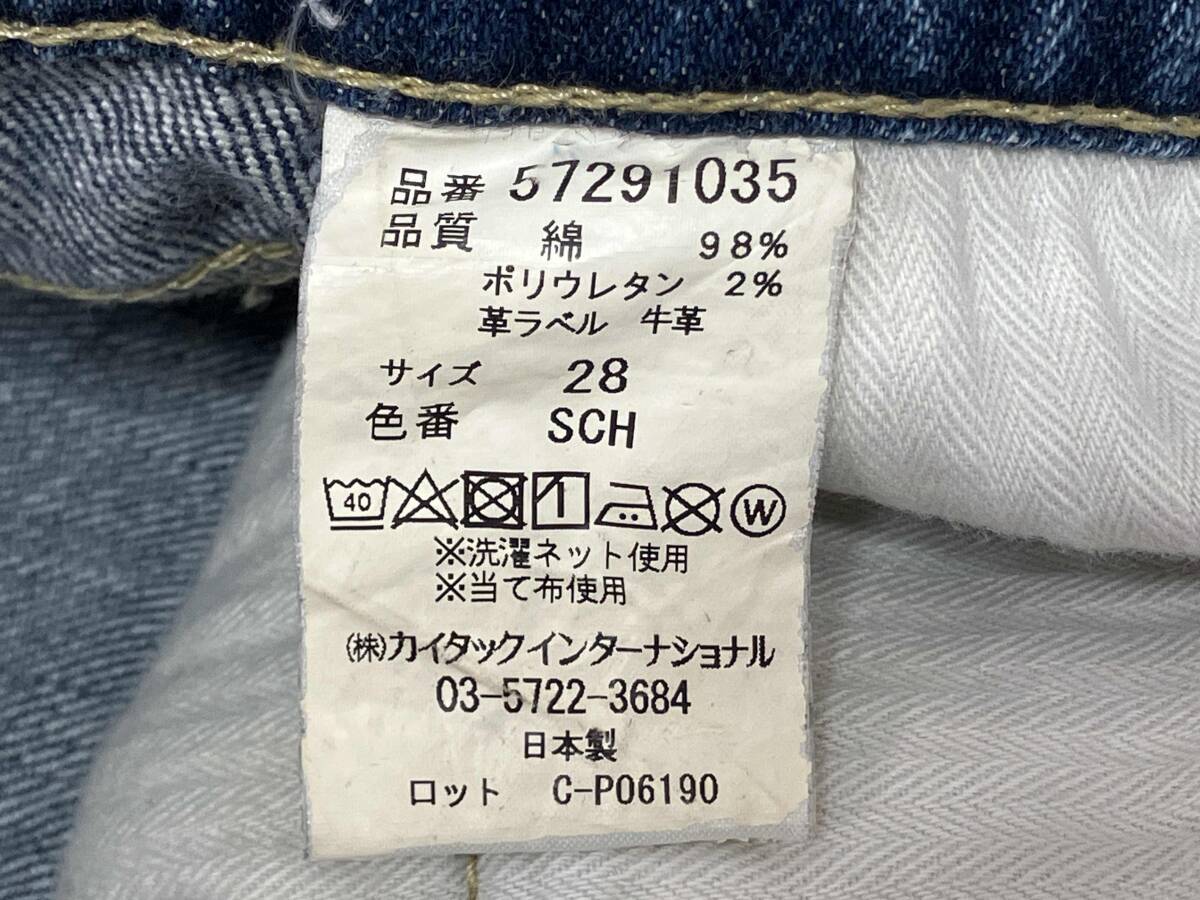 品番 57291035
品質 綿 98%
ポリウレタン 2%
革ラベル 牛革
サイズ 28
色番 SCH
40 W
※洗濯ネット使用
※当て布使用
㈱カイタックインターナショナル
03-5722-3684
日本製
ロット C-P06190